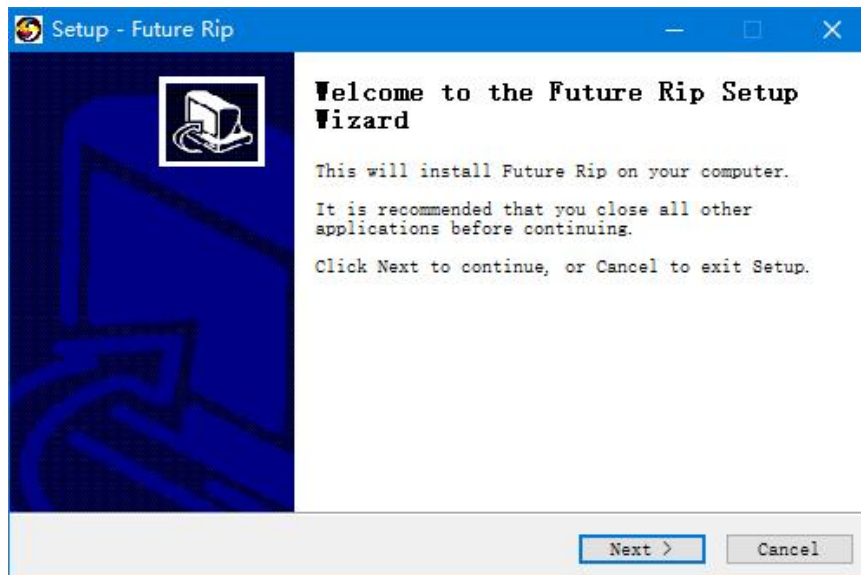 Setup - Future Rip
Welcome to the Future Rip Setup
Wizard
This will install Future Rip on your computer.
It is recommended that you close all other
applications before continuing.
Click Next to continue, or Cancel to exit Setup.
Next >
Cancel